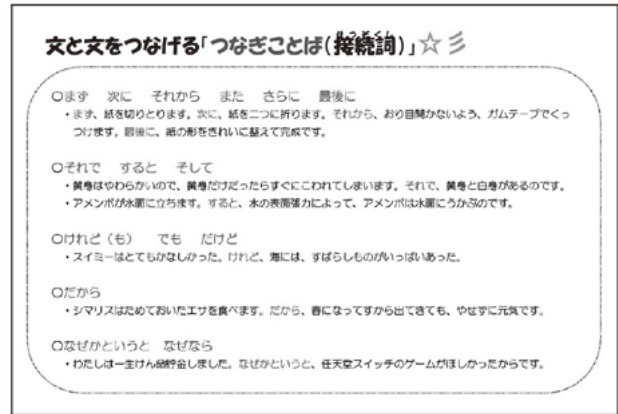 文と文をつなげる「つなぎことば(接続詞)」☆彡
○まず 次に それから また さらに 最後に
・まず、紙を切りとります。次に、紙を二つに折ります。それから、おり目開かないよう、ガムテープでくっ
つけます。最後に、紙の形をきれいに整えて完成です。
○それで すると そして
・黄身はやわらかいので、黄身だけだったらすぐにこわれてしまいます。それで、黄身と白身があるのです。
・アメンボが水面に立ちます。すると、水の表面張力によって、アメンボは水面にうかぶのです。
○けれど(も) でも だけど
・スイミーはとてもかなしかった。けれど、海には、すばらしものがいっぱいあった。
○だから
・シマリスはためておいたエサを食べます。だから、春になってすから出てきても、やせずに元気です。
○なぜかというと なぜなら
・わたしは一生けん命貯金しました。なぜかというと、任天堂スイッチのゲームがほしかったからです。